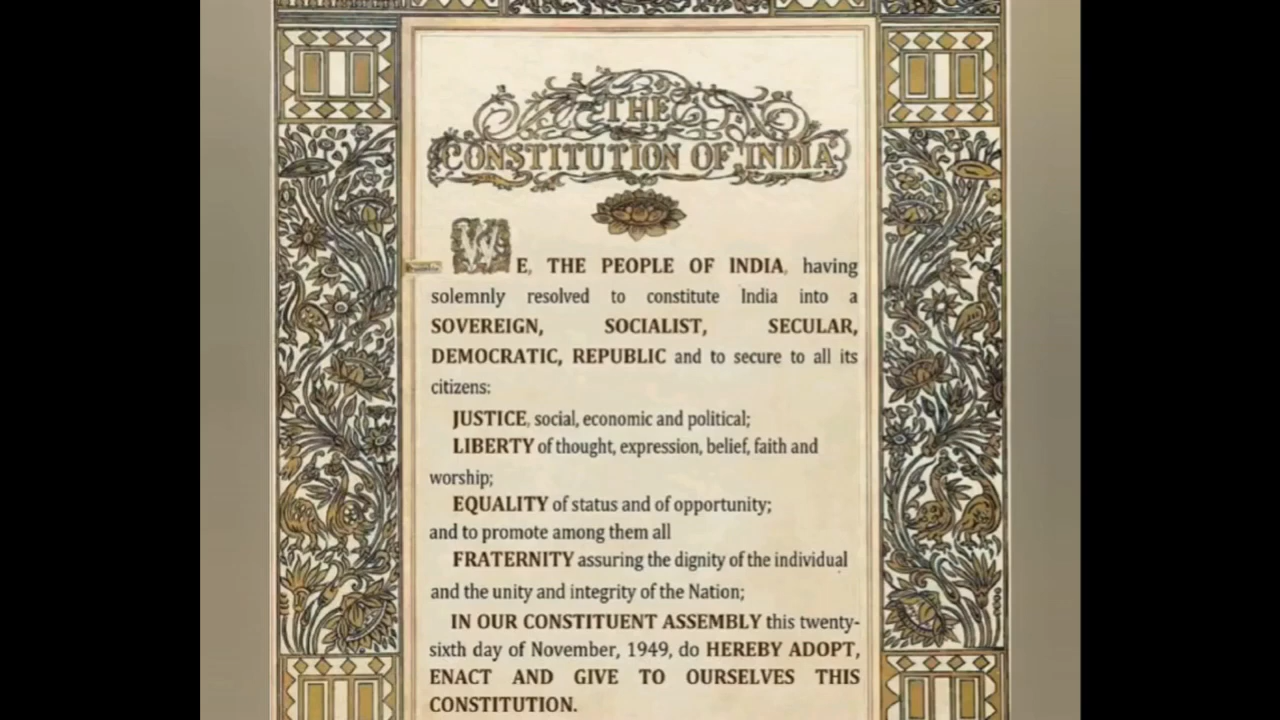 THE
CONSTITUTION OF INDIA
WE, THE PEOPLE OF INDIA, having
solemnly resolved to constitute India into a
SOVEREIGN, SOCIALIST, SECULAR,
DEMOCRATIC, REPUBLIC and to secure to all its
citizens:
JUSTICE, social, economic and political;
LIBERTY of thought, expression, belief, faith and
worship;
EQUALITY of status and of opportunity;
and to promote among them all
FRATERNITY assuring the dignity of the individual
and the unity and integrity of the Nation;
IN OUR CONSTITUENT ASSEMBLY this twenty-
sixth day of November, 1949, do HEREBY ADOPT,
ENACT AND GIVE TO OURSELVES THIS
CONSTITUTION.